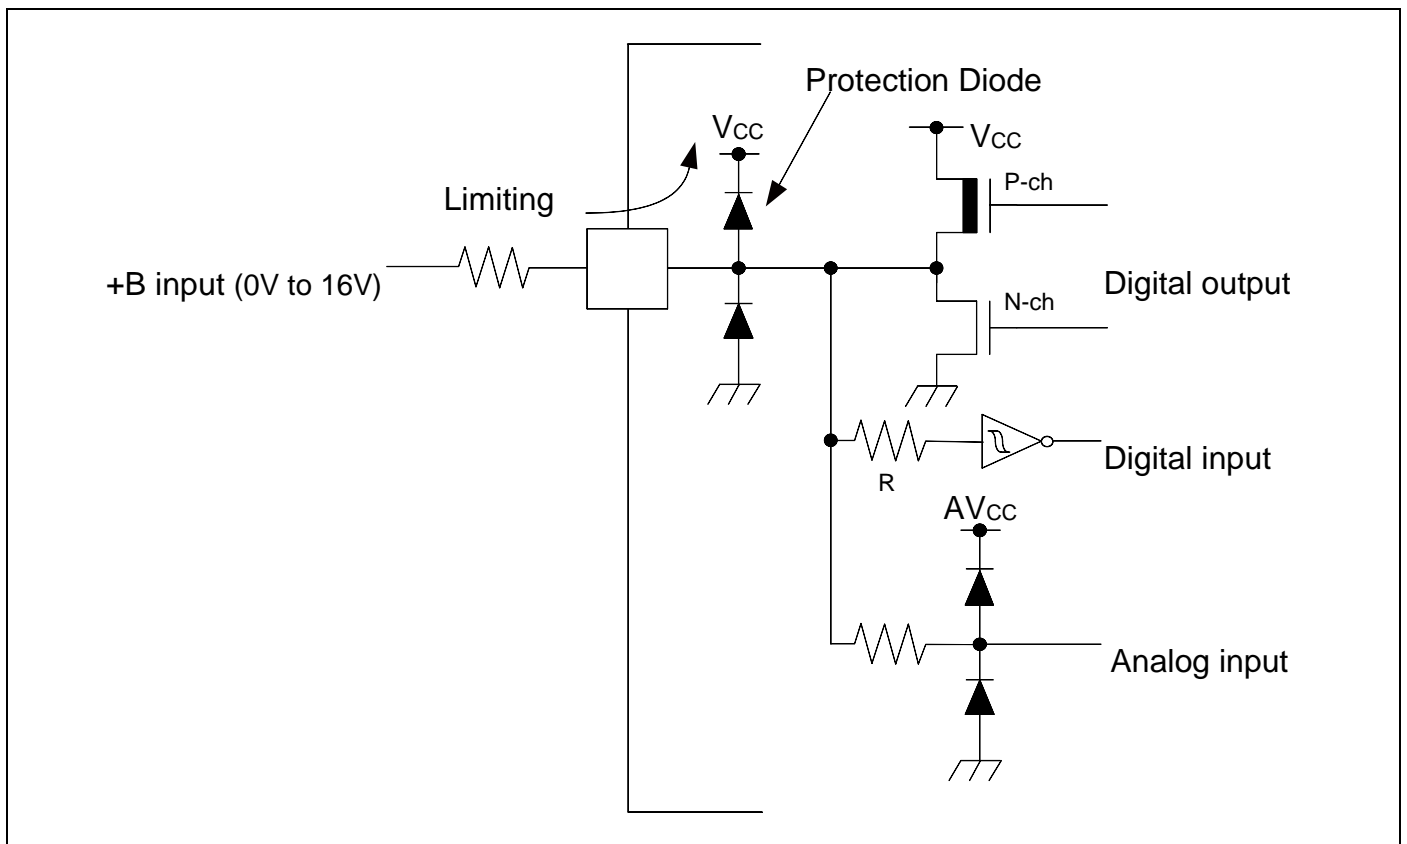 Protection Diode
VCC
VCC
P-ch
Limiting
+B input (0V to 16V)
Digital output
N-ch
Digital input
R
AVCC
Analog input